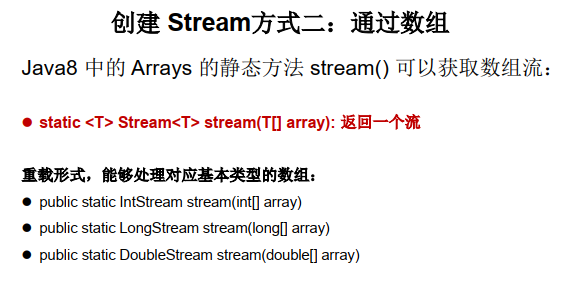 创建 Stream方式二：通过数组
Java8 中的 Arrays 的静态方法 stream() 可以获取数组流：
● static <T> Stream<T> stream(T[] array): 返回一个流
重载形式，能够处理对应基本类型的数组：
● public static IntStream stream(int[] array)
● public static LongStream stream(long[] array)
● public static DoubleStream stream(double[] array)